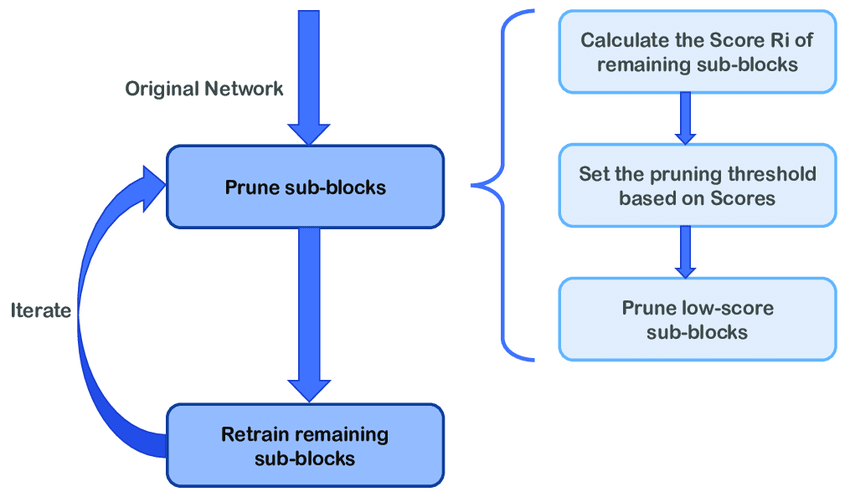 Original Network
Prune sub-blocks
Iterate
Retrain remaining
sub-blocks
Calculate the Score Ri of
remaining sub-blocks
Set the pruning threshold
based on Scores
Prune low-score
sub-blocks